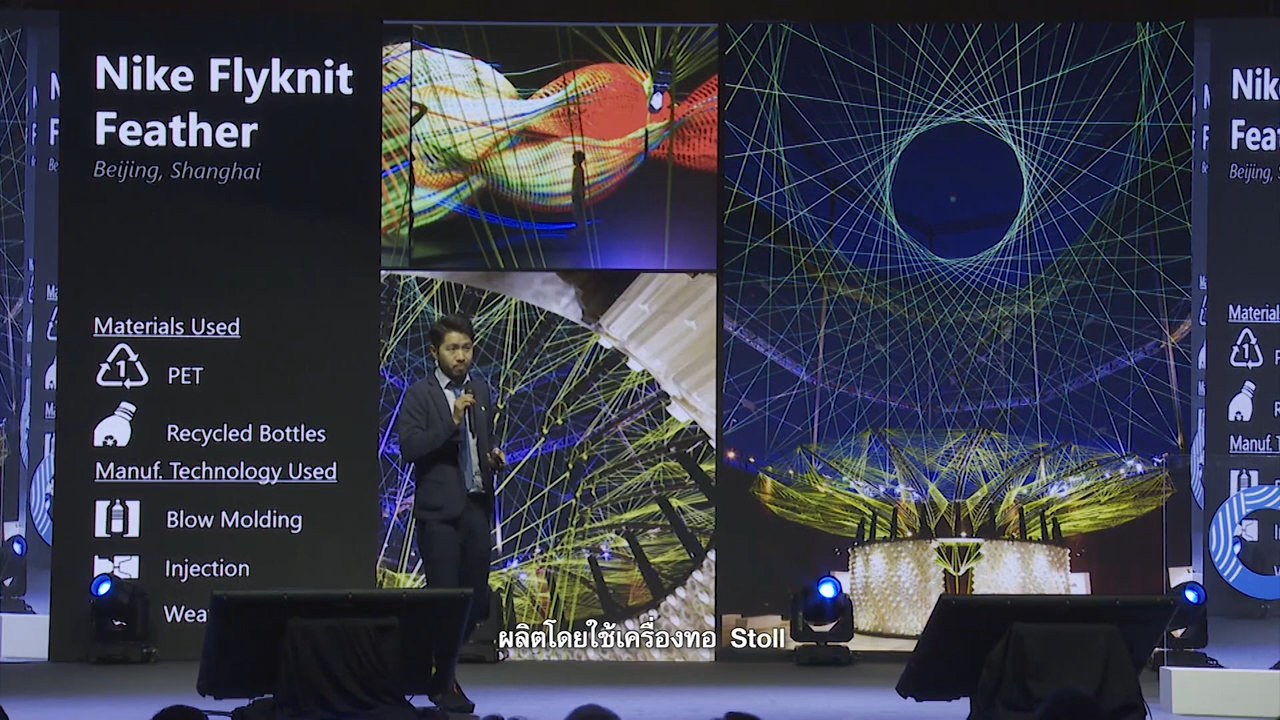 Nike Flyknit
Feather
Beijing, Shanghai
Materials Used
1
PET
Recycled Bottles
Manuf. Technology Used
Blow Molding
Injection
ผลิตโดยใช้เครื่องทอ Stoll